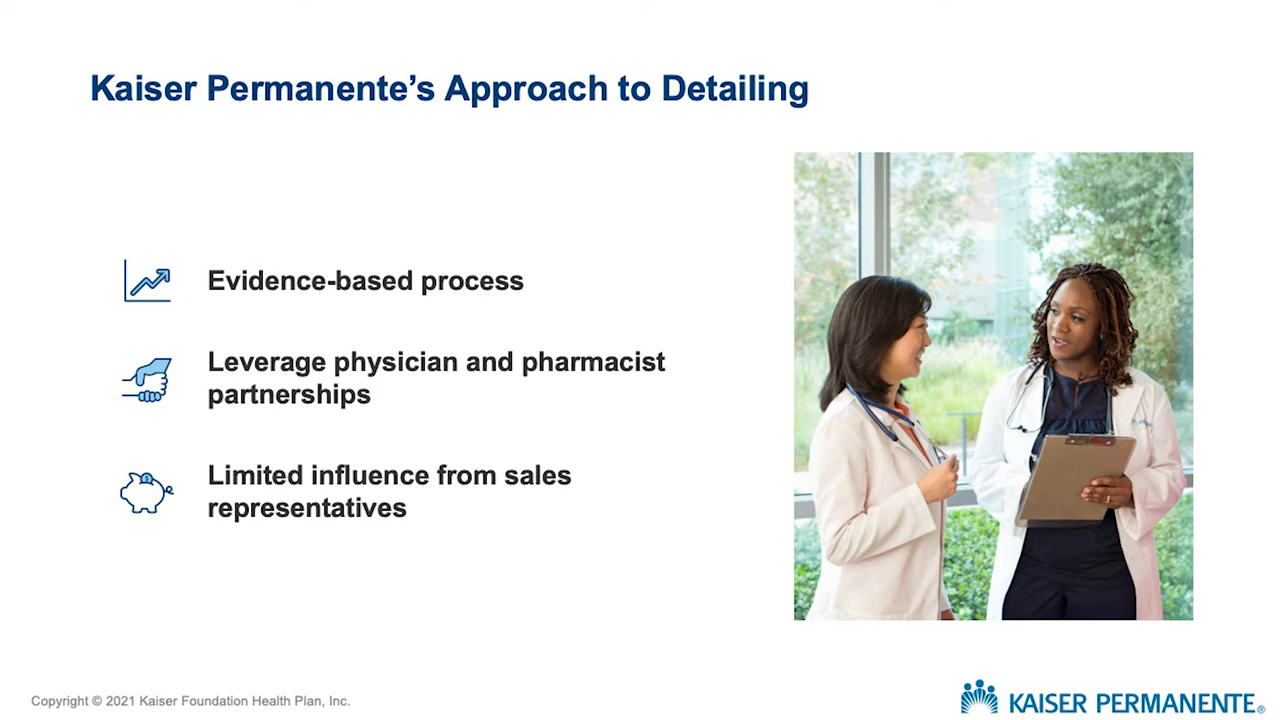 Kaiser Permanente’s Approach to Detailing
Evidence-based process
Leverage physician and pharmacist
partnerships
Limited influence from sales
representatives
Copyright © 2021 Kaiser Foundation Health Plan, Inc.
KAISER PERMANENTE®